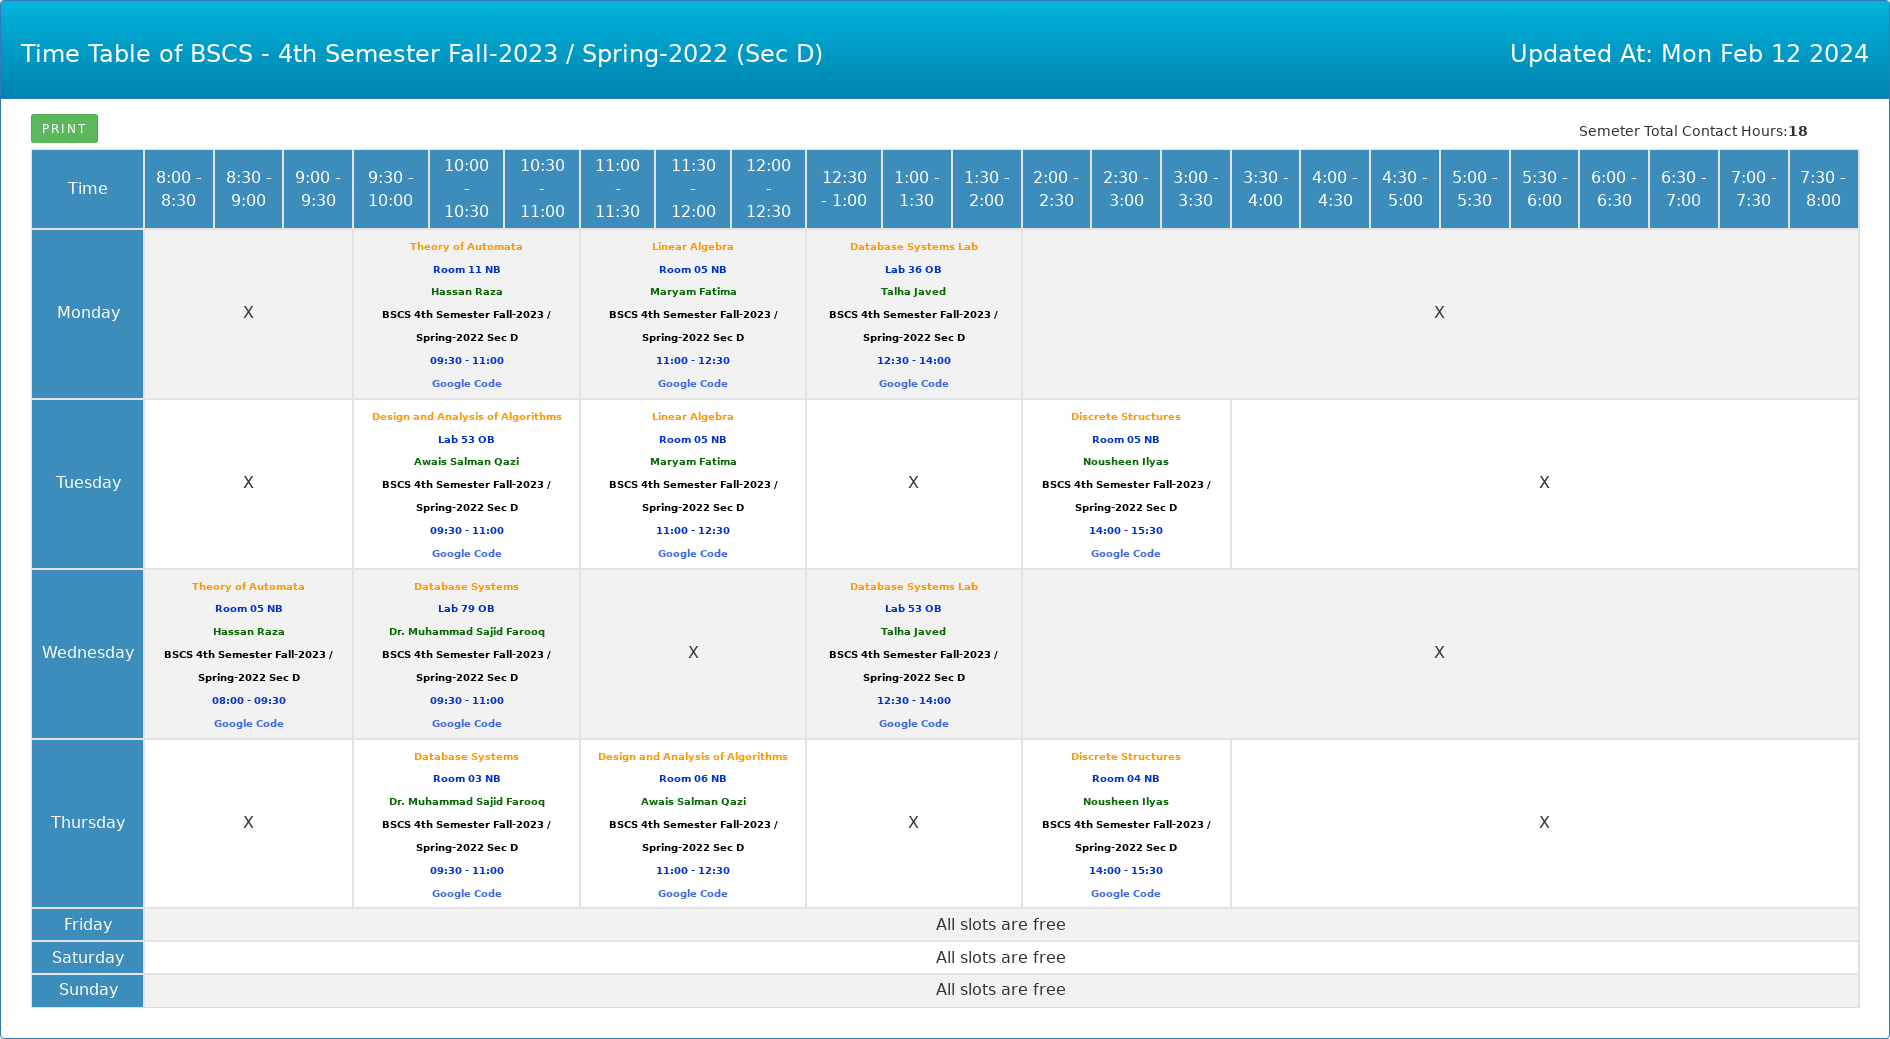 Time Table of BSCS - 4th Semester Fall-2023 / Spring-2022 (Sec D)
Updated At: Mon Feb 12 2024
PRINT
Semeter Total Contact Hours:18
Time
8:00 -
8:30
8:30 -
9:00
9:00 -
9:30
9:30 -
10:00
10:00
-
10:30
10:30
-
11:00
11:00
-
11:30
11:30
-
12:00
12:00
-
12:30
12:30
- 1:00
1:00 -
1:30
1:30 -
2:00
2:00 -
2:30
2:30 -
3:00
3:00 -
3:30
3:30 -
4:00
4:00 -
4:30
4:30 -
5:00
5:00 -
5:30
5:30 -
6:00
6:00 -
6:30
6:30 -
7:00
7:00 -
7:30
7:30 -
8:00
Monday
X
Theory of Automata
Room 11 NB
Hassan Raza
BSCS 4th Semester Fall-2023 /
Spring-2022 Sec D
09:30 - 11:00
Google Code
Linear Algebra
Room 05 NB
Maryam Fatima
BSCS 4th Semester Fall-2023 /
Spring-2022 Sec D
11:00 - 12:30
Google Code
Database Systems Lab
Lab 36 OB
Talha Javed
BSCS 4th Semester Fall-2023 /
Spring-2022 Sec D
12:30 - 14:00
Google Code
X
Tuesday
X
Design and Analysis of Algorithms
Lab 53 OB
Awais Salman Qazi
BSCS 4th Semester Fall-2023 /
Spring-2022 Sec D
09:30 - 11:00
Google Code
Linear Algebra
Room 05 NB
Maryam Fatima
BSCS 4th Semester Fall-2023 /
Spring-2022 Sec D
11:00 - 12:30
Google Code
X
Discrete Structures
Room 05 NB
Nousheen Ilyas
BSCS 4th Semester Fall-2023 /
Spring-2022 Sec D
14:00 - 15:30
Google Code
X
Wednesday
Theory of Automata
Room 05 NB
Hassan Raza
BSCS 4th Semester Fall-2023 /
Spring-2022 Sec D
08:00 - 09:30
Google Code
Database Systems
Lab 79 OB
Dr. Muhammad Sajid Farooq
BSCS 4th Semester Fall-2023 /
Spring-2022 Sec D
09:30 - 11:00
Google Code
X
Database Systems Lab
Lab 53 OB
Talha Javed
BSCS 4th Semester Fall-2023 /
Spring-2022 Sec D
12:30 - 14:00
Google Code
X
Thursday
X
Database Systems
Room 03 NB
Dr. Muhammad Sajid Farooq
BSCS 4th Semester Fall-2023 /
Spring-2022 Sec D
09:30 - 11:00
Google Code
Design and Analysis of Algorithms
Room 06 NB
Awais Salman Qazi
BSCS 4th Semester Fall-2023 /
Spring-2022 Sec D
11:00 - 12:30
Google Code
X
Discrete Structures
Room 04 NB
Nousheen Ilyas
BSCS 4th Semester Fall-2023 /
Spring-2022 Sec D
14:00 - 15:30
Google Code
X
Friday
All slots are free
Saturday
All slots are free
Sunday
All slots are free